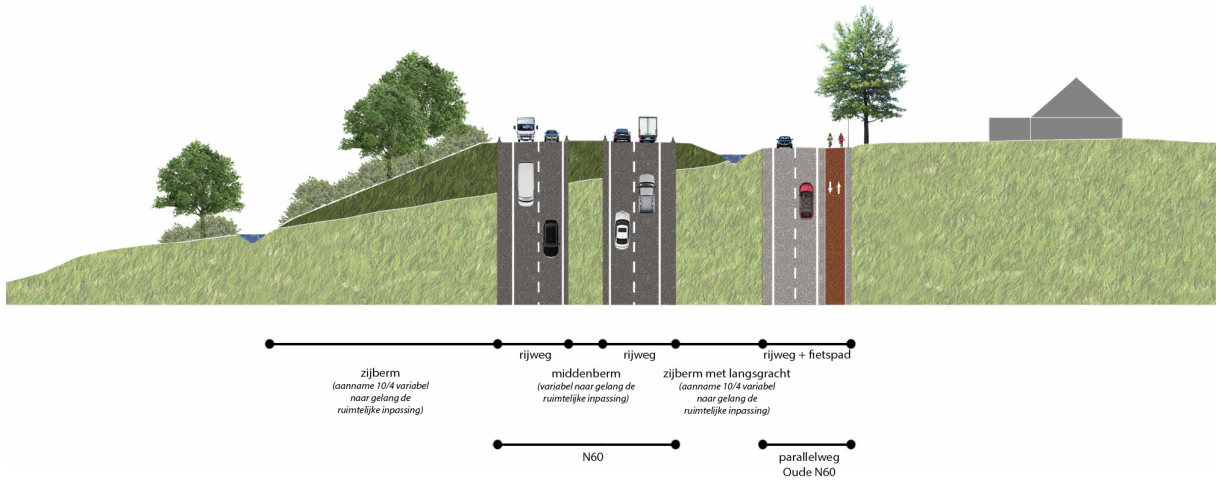 rijweg
rijweg
rijweg + fietspad
zijberm
(aanname 10/4 variabel
naar gelang de
ruimtelijke inpassing)
middenberm
(variabel naar gelang de
ruimtelijke inpassing)
zijberm met langsgracht
(aanname 10/4 variabel
naar gelang de
ruimtelijke inpassing)
N60
parallelweg
Oude N60